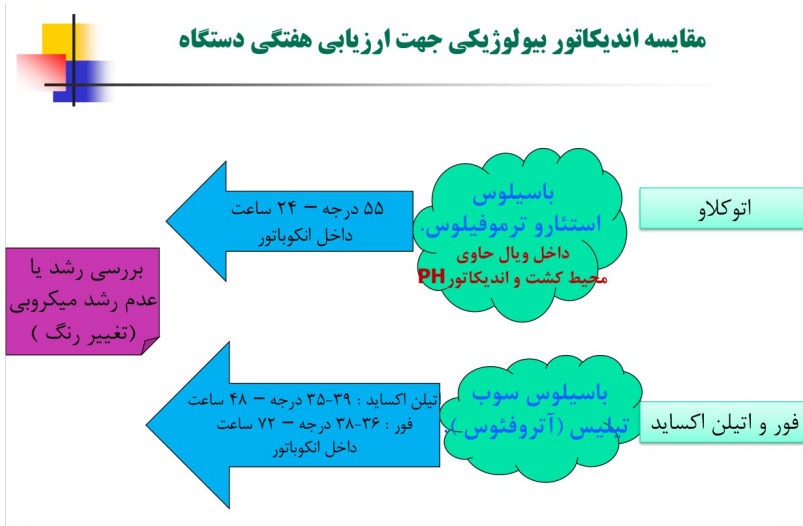 مقایسه اندیکاتور بیولوژیکی جهت ارزیابی هفتگی دستگاه
اتوکلاو
باسیلوس
استئارو ترموفیلوس.
داخل ویال حاوی
محیط کشت و اندیکاتور PH
۵۵ درجه – ۲۴ ساعت
داخل انکوباتور
بررسی رشد یا
عدم رشد میکروبی
(تغییر رنگ )
فور و اتیلن اکساید
باسیلوس سوب
تیلیس (آتروفئوس ).
تیلن اکساید : ۳۹-۳۵ درجه – ۴۸ ساعت
فور : ۳۶-۳۸ درجه – ۷۲ ساعت
داخل انکوباتور